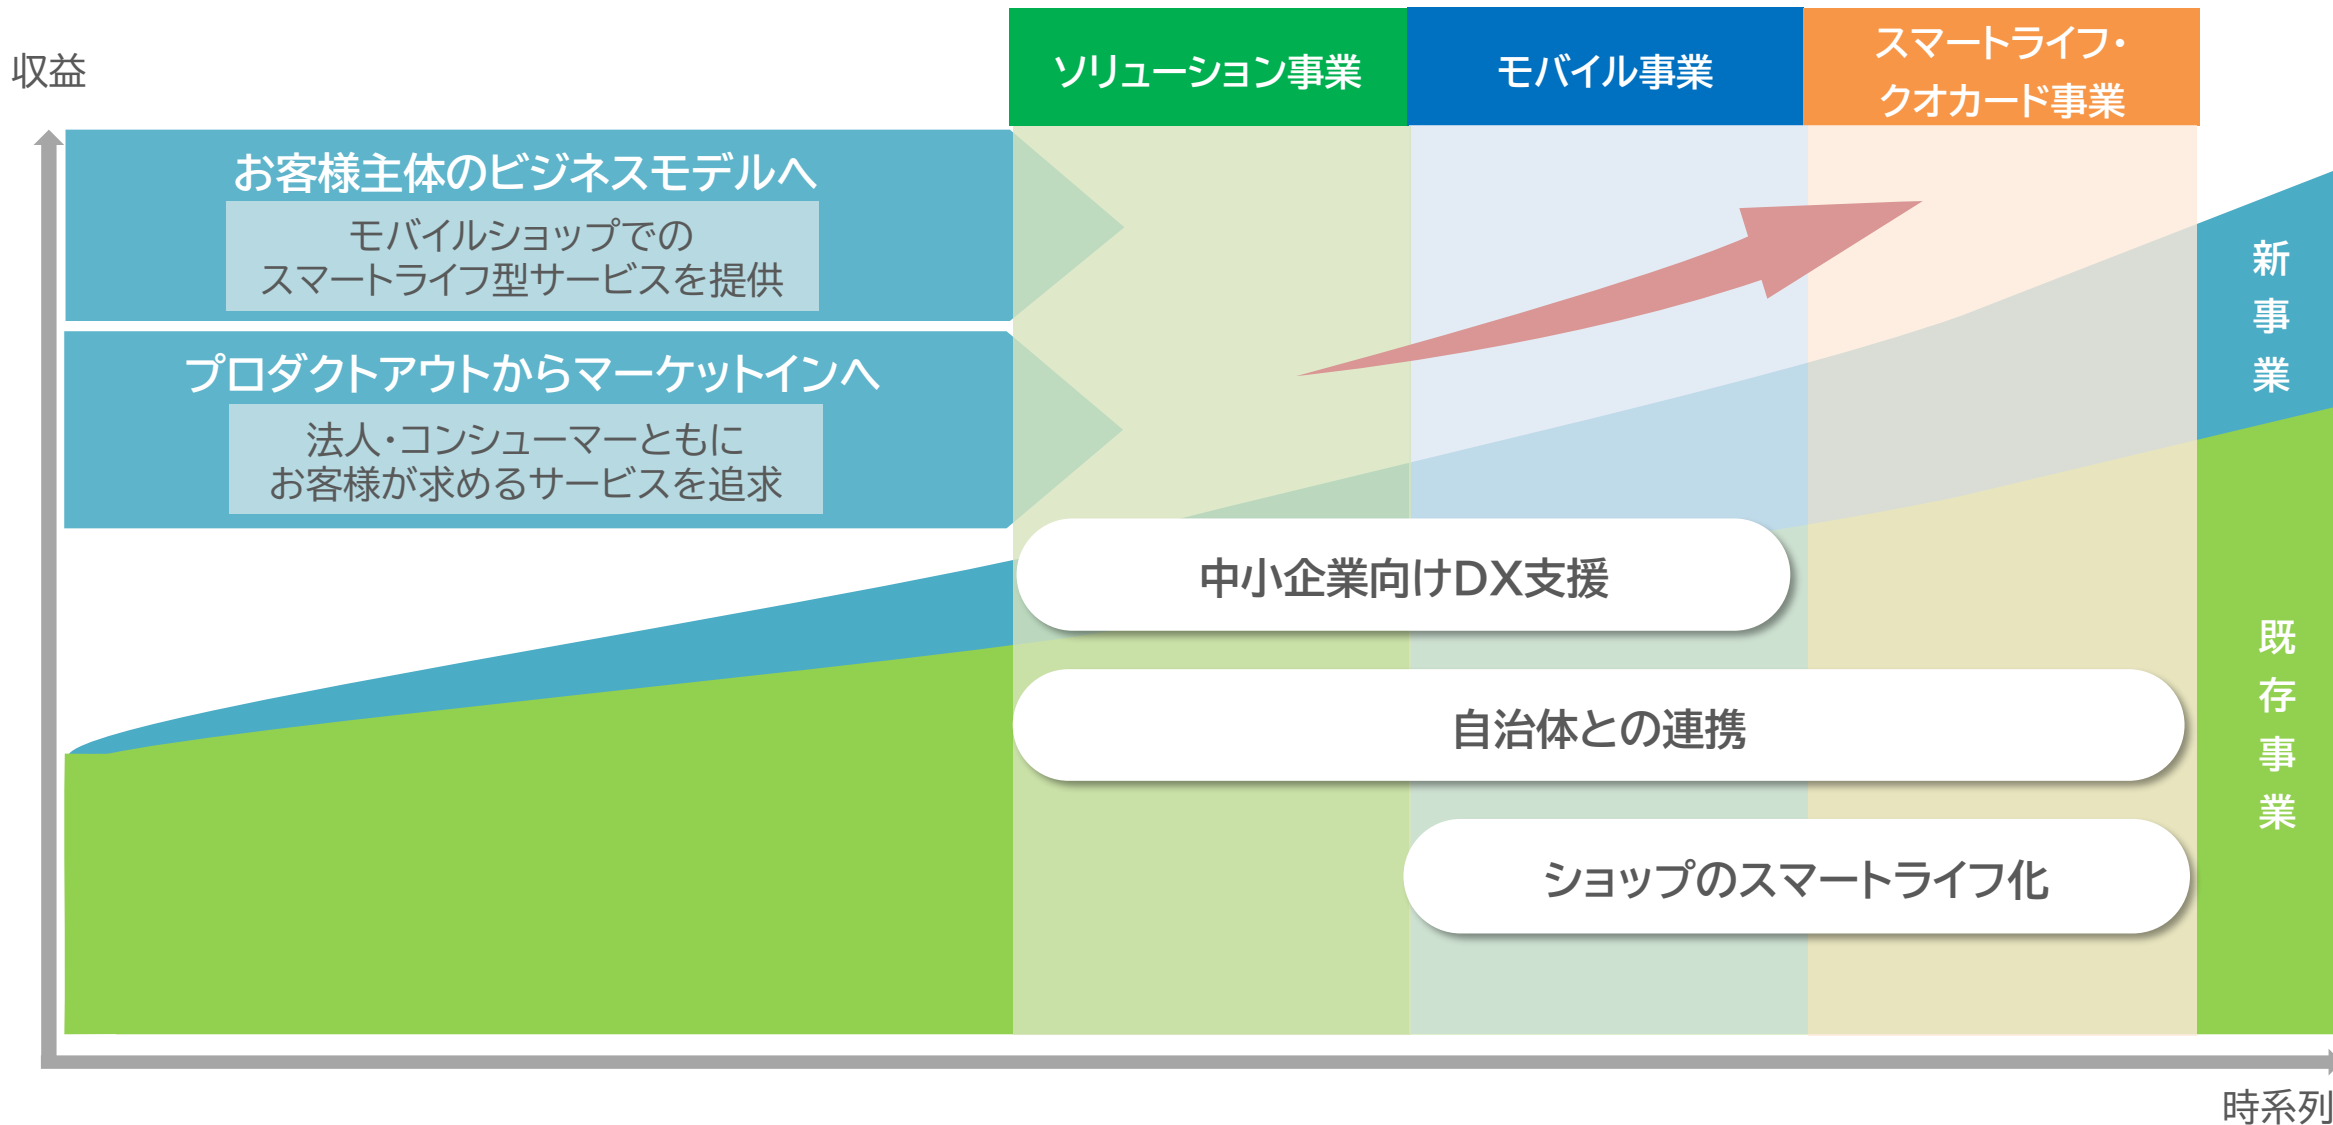 収益
ソリューション事業
モバイル事業
スマートライフ・
クオカード事業
お客様主体のビジネスモデルへ
モバイルショップでの
スマートライフ型サービスを提供
プロダクトアウトからマーケットインへ
法人・コンシューマーともに
お客様が求めるサービスを追求
新事業
中小企業向けDX支援
自治体との連携
ショップのスマートライフ化
既存事業
時系列